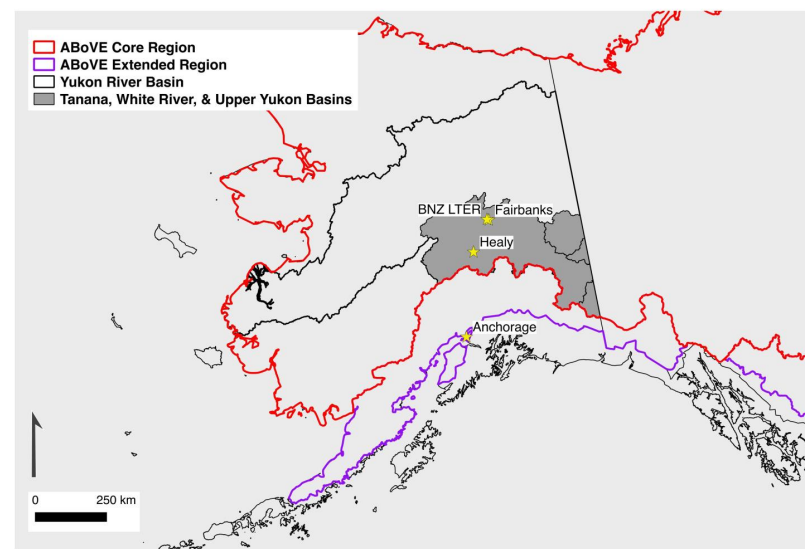 ABoVE Core Region
ABoVE Extended Region
Yukon River Basin
Tanana, White River, & Upper Yukon Basins
BNZ LTER
Fairbanks
Healy
Anchorage
0 250 km